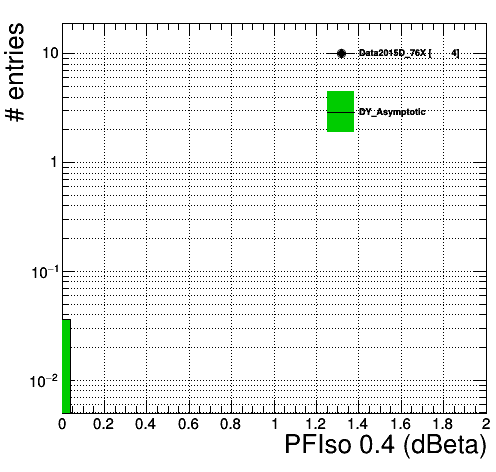 # entries
10
1
10−1
10−2
Data2015D_76X [ 4]
DY_Asymptotic
0 0.2 0.4 0.6 0.8 1 1.2 1.4 1.6 1.8 2
PFIso 0.4 (dBeta)